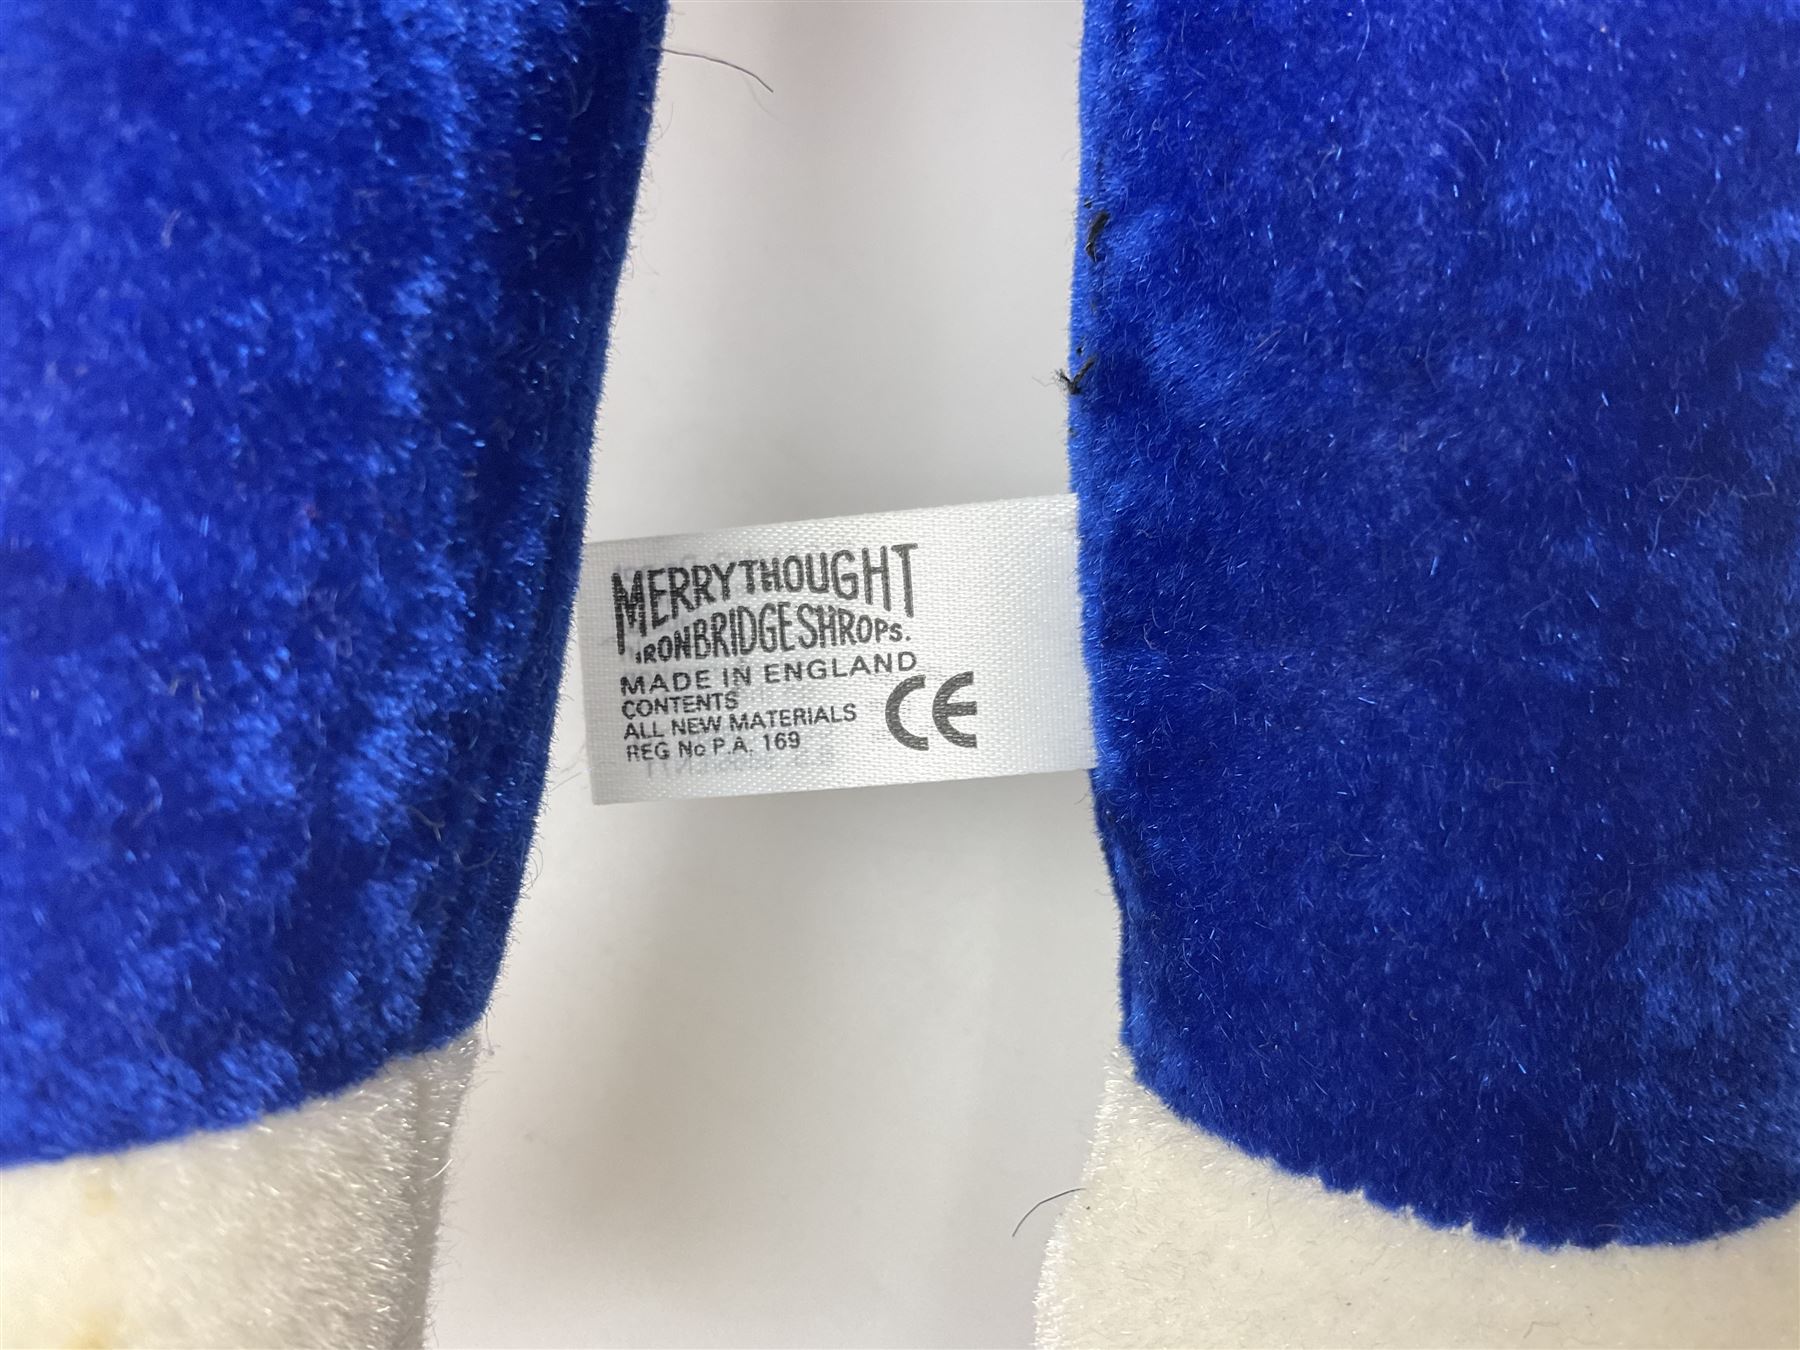 MERRYTHOUGHT
IRONBRIDGE SHROPS.
MADE IN ENGLAND
CONTENTS
ALL NEW MATERIALS
REG No P.A. 169
CE